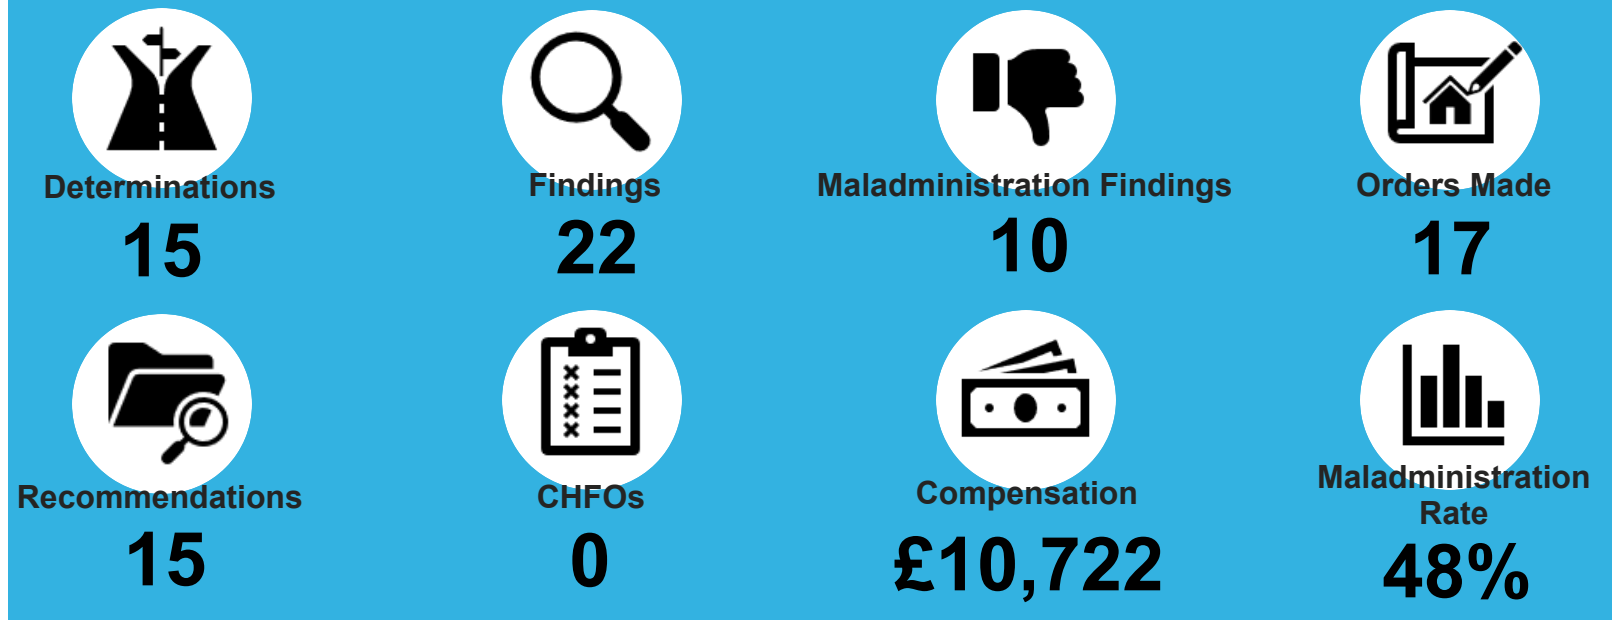 Determinations
15
Findings
22
Maladministration Findings
10
Orders Made
17
Recommendations
15
CHFOs
0
Compensation
£10,722
Maladministration
Rate
48%